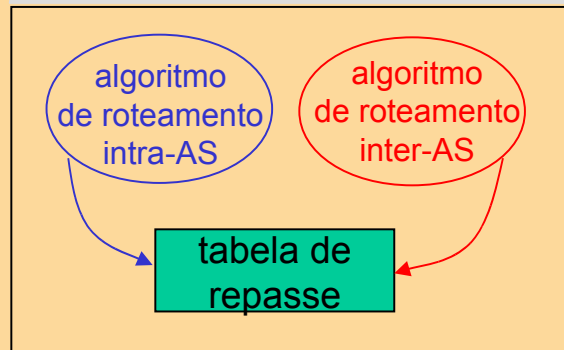 algoritmo
de roteamento
intra-AS
algoritmo
de roteamento
inter-AS
tabela de
repasse